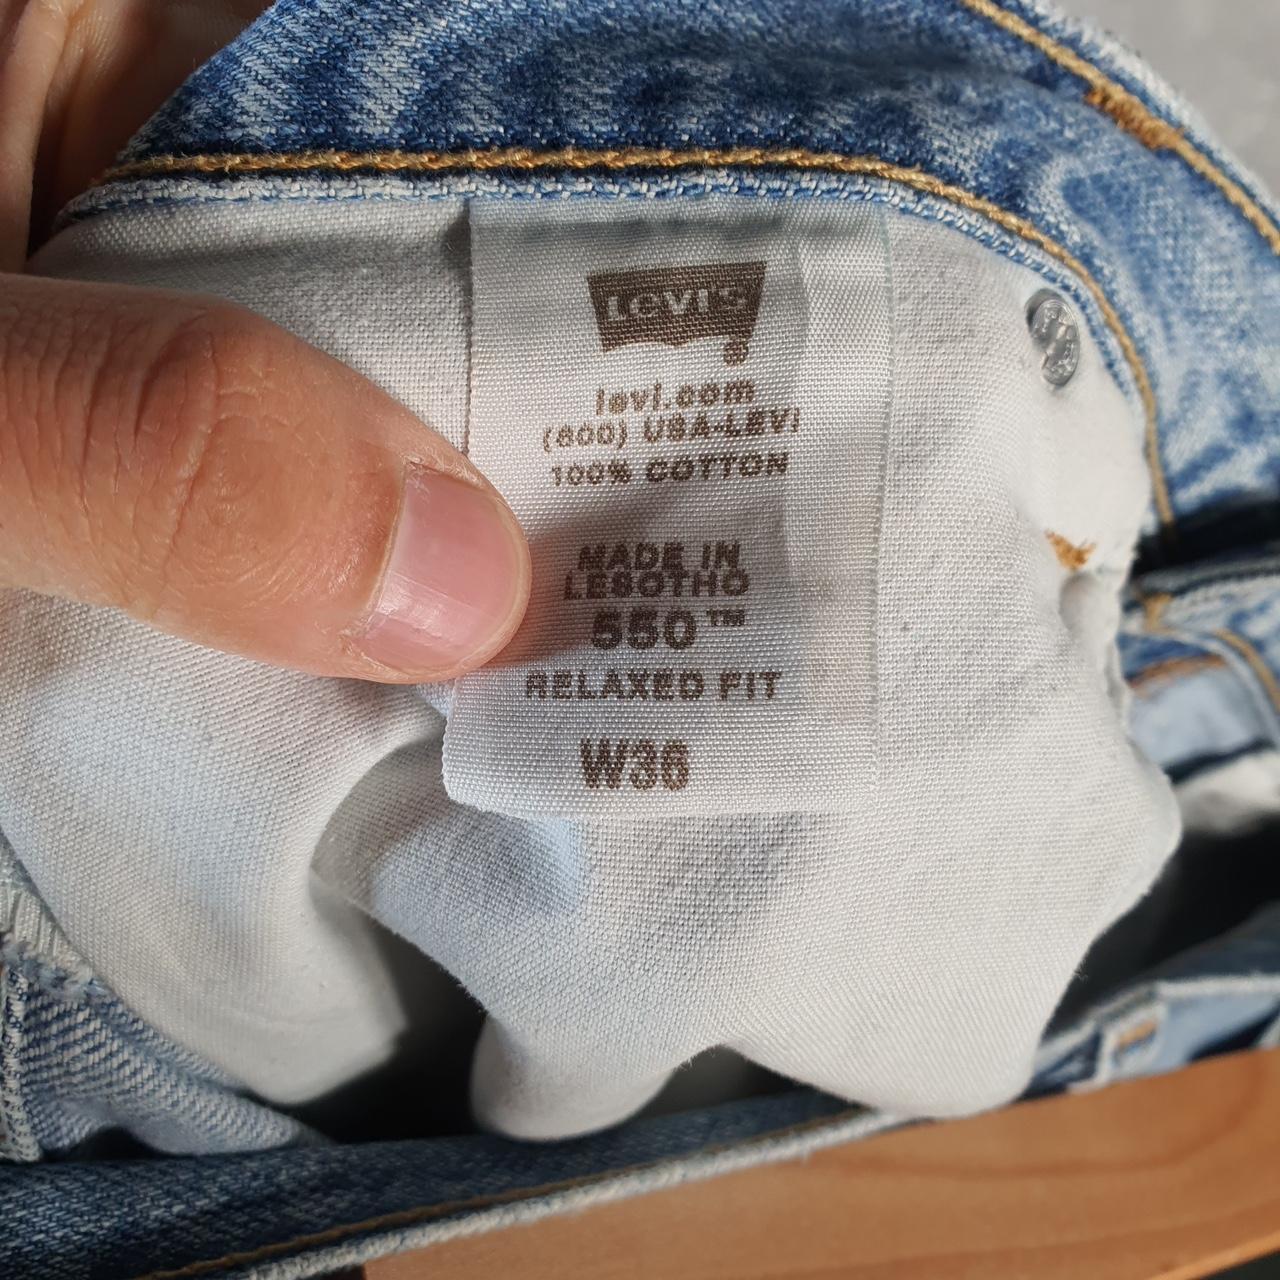 Levi's
®
levi.com
(800) USA-LEVI
100% COTTON
MADE IN
LESOTHO
550™
RELAXED FIT
W36